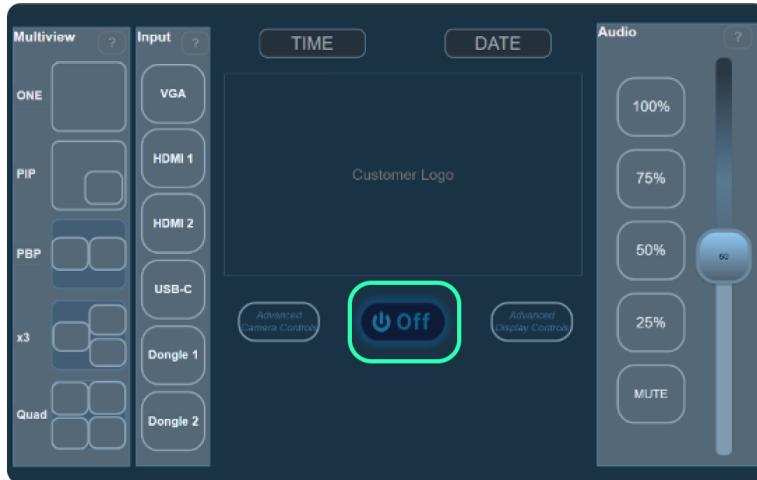 Multiview ?
ONE
PIP
PBP
x3
Quad
Input ?
VGA
HDMI 1
HDMI 2
USB-C
Dongle 1
Dongle 2
TIME
DATE
Customer Logo
Advanced
Camera Controls
Off
Advanced
Display Controls
Audio ?
100%
75%
50%
25%
MUTE